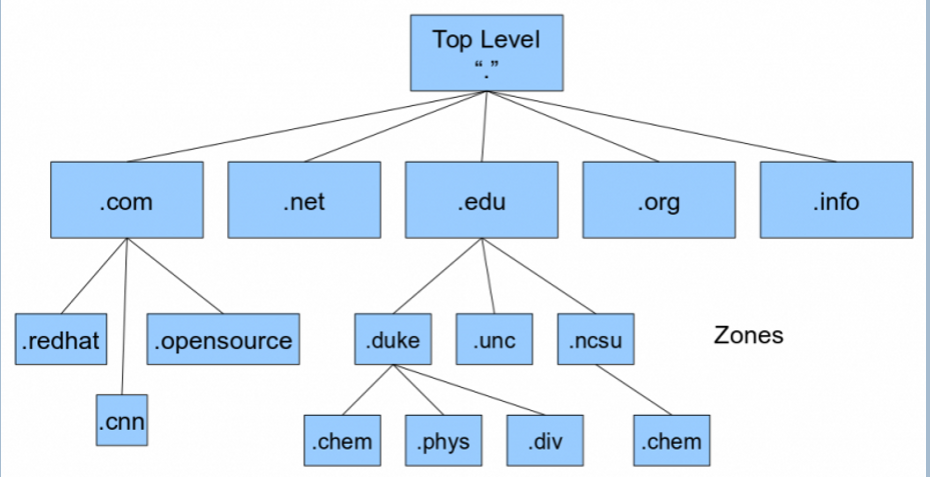 Top Level
“.”
.com
.net
.edu
.org
.info
.redhat
.opensource
.duke
.unc
.ncsu
Zones
.cnn
.chem
.phys
.div
.chem